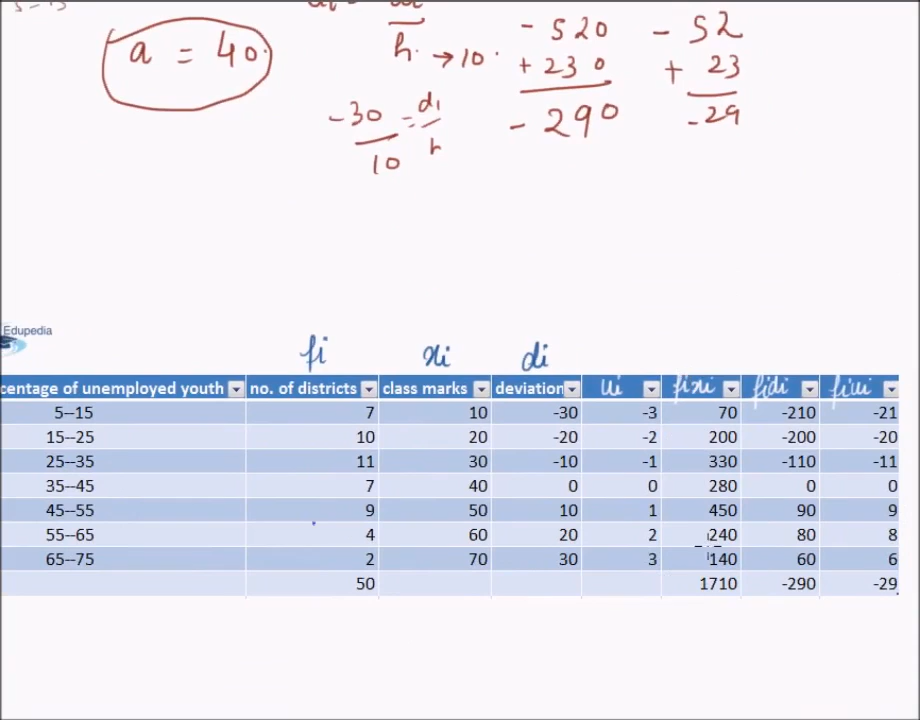 a = 40.
h. → 10.
- 520
+ 230
- 290
- 52
+ 23
- 29
-30 = di
10 h
Edupedia
fi xi di
centage of unemployed youth no. of districts class marks deviation ui fixi fidi fiui
5--15 7 10 -30 -3 70 -210 -21
15--25 10 20 -20 -2 200 -200 -20
25--35 11 30 -10 -1 330 -110 -11
35--45 7 40 0 0 280 0 0
45--55 9 50 10 1 450 90 9
55--65 4 60 20 2 240 80 8
65--75 2 70 30 3 140 60 6
50 1710 -290 -29